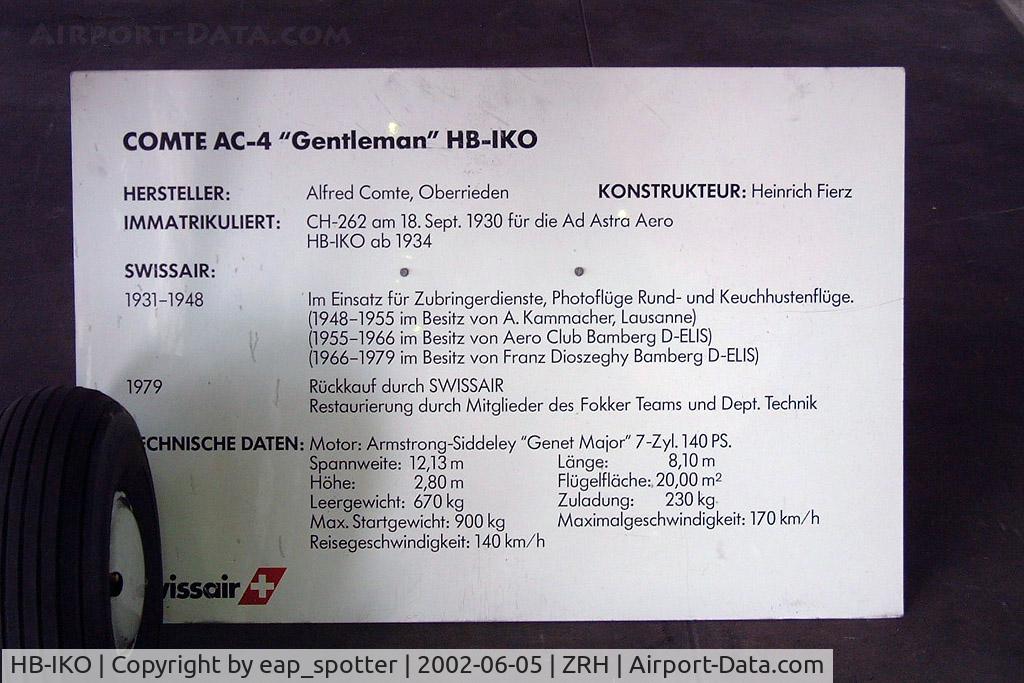 AIRPORT-DATA.COM
COMTE AC-4 “Gentleman” HB-IKO
HERSTELLER: Alfred Comte, Oberrieden KONSTRUKTEUR: Heinrich Fierz
IMMATRIKULIERT: CH-262 am 18. Sept. 1930 für die Ad Astra Aero
HB-IKO ab 1934
SWISSAIR:
1931–1948 Im Einsatz für Zubringerdienste, Photoflüge Rund- und Keuchhustenflüge.
(1948–1955 im Besitz von A. Kammacher, Lausanne)
(1955–1966 im Besitz von Aero Club Bamberg D-ELIS)
(1966–1979 im Besitz von Franz Dioszeghy Bamberg D-ELIS)
1979 Rückkauf durch SWISSAIR
Restaurierung durch Mitglieder des Fokker Teams und Dept. Technik
ECHNISCHE DATEN: Motor: Armstrong-Siddeley “Genet Major” 7-Zyl. 140 PS.
Spannweite: 12,13 m Länge: 8,10 m
Höhe: 2,80 m Flügelfläche: 20,00 m²
Leergewicht: 670 kg Zuladung: 230 kg
Max. Startgewicht: 900 kg Maximalgeschwindigkeit: 170 km/h
Reisegeschwindigkeit: 140 km/h
vissair
HB-IKO | Copyright by eap_spotter | 2002-06-05 | ZRH | Airport-Data.com